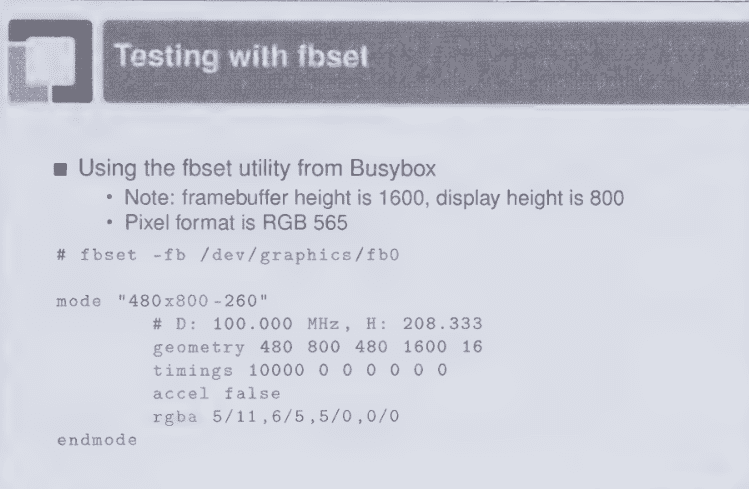 Testing with fbset
Using the fbset utility from Busybox
• Note: framebuffer height is 1600, display height is 800
• Pixel format is RGB 565
# fbset -fb /dev/graphics/fb0
mode "480x800-260"
# D: 100.000 MHz, H: 208.333
geometry 480 800 480 1600 16
timings 10000 0 0 0 0 0 0
accel false
rgba 5/11,6/5,5/0,0/0
endmode